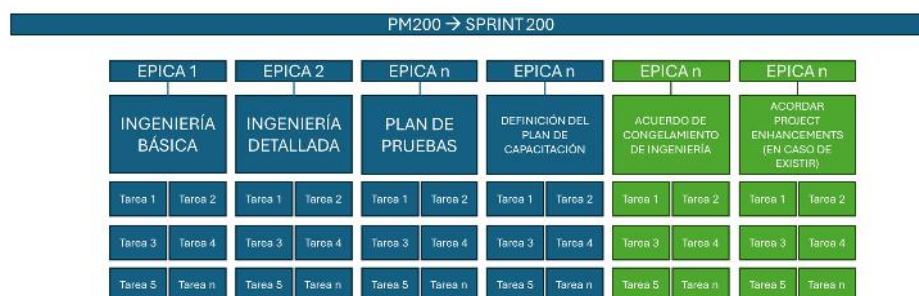 PM200 → SPRINT 200
EPICA 1
EPICA 2
EPICA n
EPICA n
EPICA n
EPICA n
INGENIERÍA
BÁSICA
INGENIERÍA
DETALLADA
PLAN DE
PRUEBAS
DEFINICIÓN DEL
PLAN DE
CAPACITACIÓN
ACUERDO DE
CONGELAMIENTO
DE INGENIERÍA
ACORDAR
PROJECT
ENHANCEMENTS
(EN CASO DE
EXISTIR)
Tarea 1 Tarea 2 Tarea 1 Tarea 2 Tarea 1 Tarea 2 Tarea 1 Tarea 2 Tarea 1 Tarea 2 Tarea 1 Tarea 2
Tarea 3 Tarea 4 Tarea 3 Tarea 4 Tarea 3 Tarea 4 Tarea 3 Tarea 4 Tarea 3 Tarea 4 Tarea 3 Tarea 4
Tarea 5 Tarea n Tarea 5 Tarea n Tarea 5 Tarea n Tarea 5 Tarea n Tarea 5 Tarea n Tarea 5 Tarea n